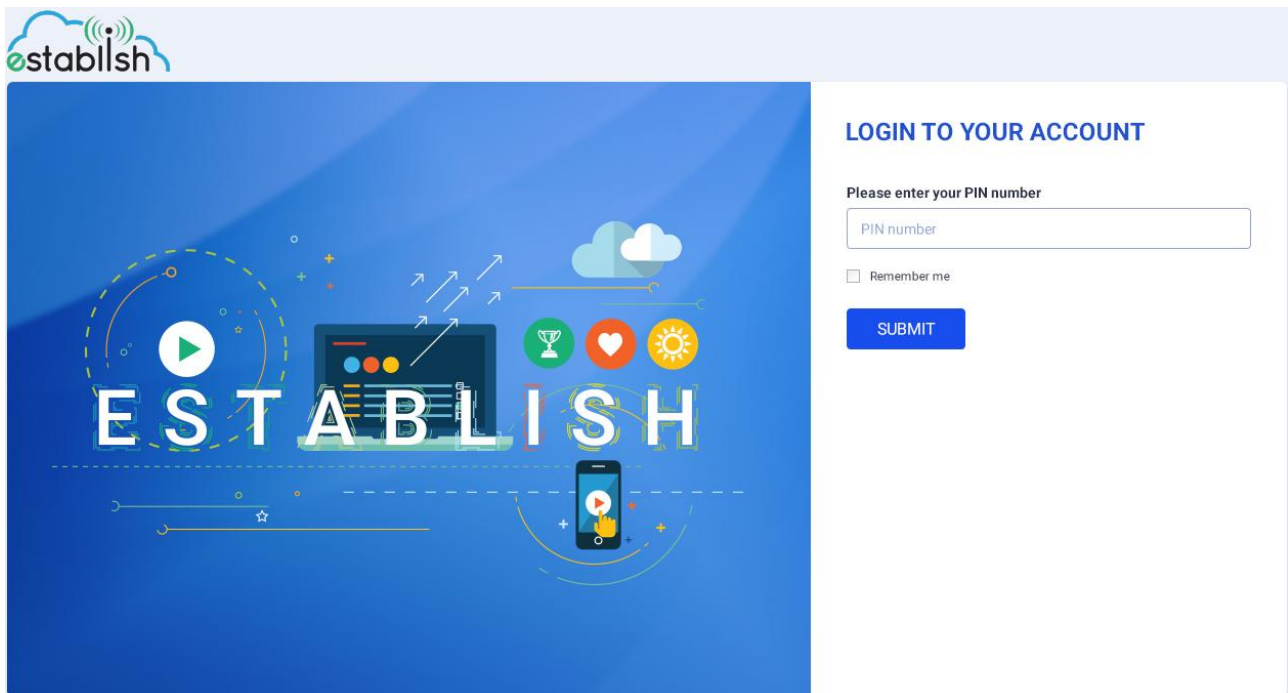 establish
LOGIN TO YOUR ACCOUNT
Please enter your PIN number
PIN number
Remember me
SUBMIT
ESTABLISH